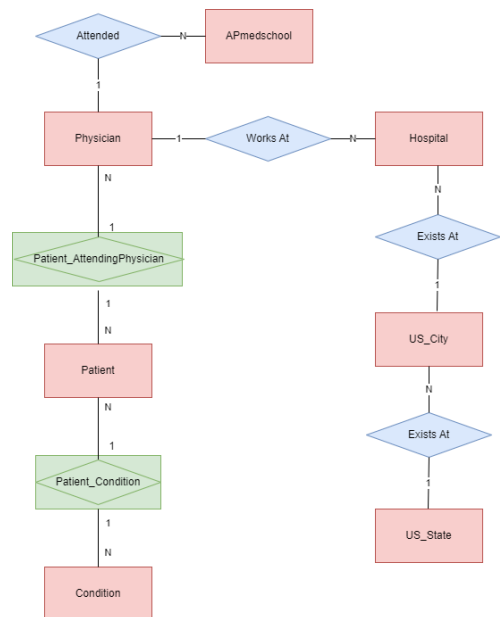 Attended
N
APmedschool
1
Physician
1
Works At
N
Hospital
N
N
1
Exists At
Patient_AttendingPhysician
1
1
N
US_City
Patient
N
N
1
Exists At
Patient_Condition
1
1
N
US_State
Condition